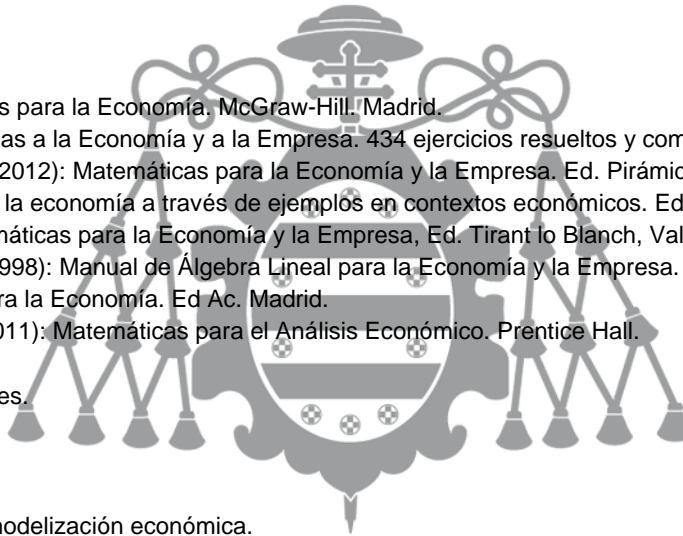 s para la Economía. McGraw-Hill. Madrid.
as a la Economía y a la Empresa. 434 ejercicios resueltos y com
2012): Matemáticas para la Economía y la Empresa. Ed. Pirámid
la economía a través de ejemplos en contextos económicos. Ed
náticas para la Economía y la Empresa, Ed. Tirant lo Blanch, Val
998): Manual de Álgebra Lineal para la Economía y la Empresa.
ra la Economía. Ed Ac. Madrid.
011): Matemáticas para el Análisis Económico. Prentice Hall.
es.
nodelización económica.